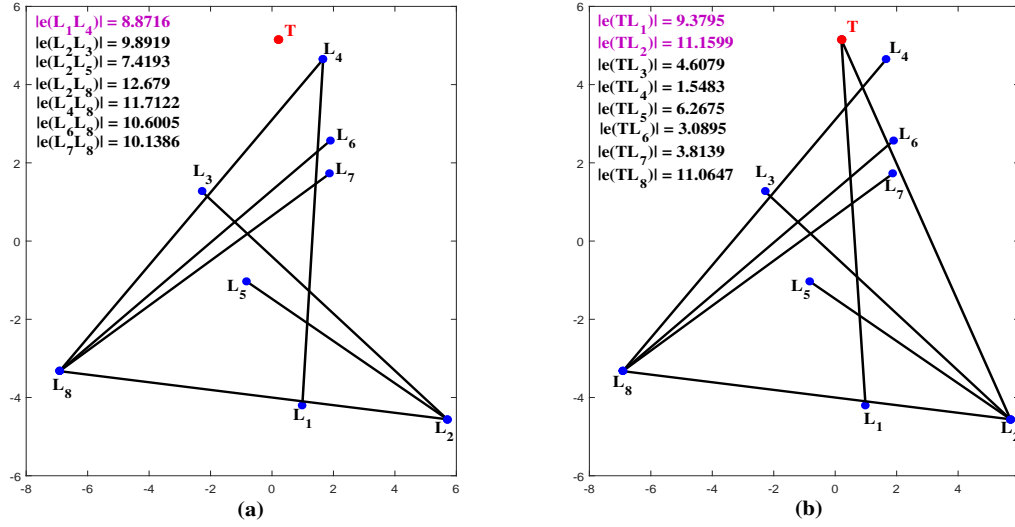 |e(L1L4)| = 8.8716
|e(L2L3)| = 9.8919
|e(L2L5)| = 7.4193
|e(L2L8)| = 12.679
|e(L4L8)| = 11.7122
|e(L6L8)| = 10.6005
|e(L7L8)| = 10.1386
T
L4
L6
L3
L7
L5
L8
L1
L2
6
4
2
0
-2
-4
-6
-8 -6 -4 -2 0 2 4 6
(a)
|e(TL1)| = 9.3795
|e(TL2)| = 11.1599
|e(TL3)| = 4.6079
|e(TL4)| = 1.5483
|e(TL5)| = 6.2675
|e(TL6)| = 3.0895
|e(TL7)| = 3.8139
|e(TL8)| = 11.0647
T
L4
L6
L3
L7
L5
L8
L1
L2
6
4
2
0
-2
-4
-6
-8 -6 -4 -2 0 2 4
(b)